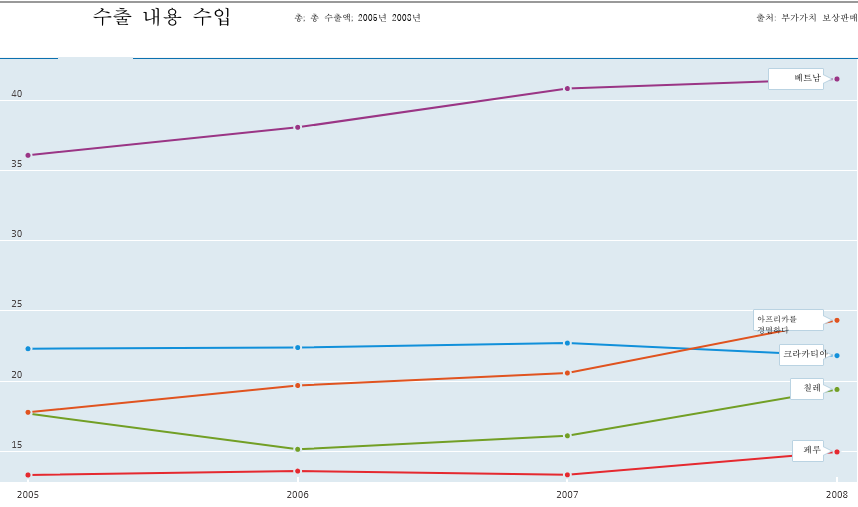 수출 내용 수입
총; 총 수출액; 2005년 2008년
출처: 부가가치 보상판매
40
35
30
25
20
15
베트남
아프리카를
경멸하다
크라카티아
칠레
페루
2005
2006
2007
2008